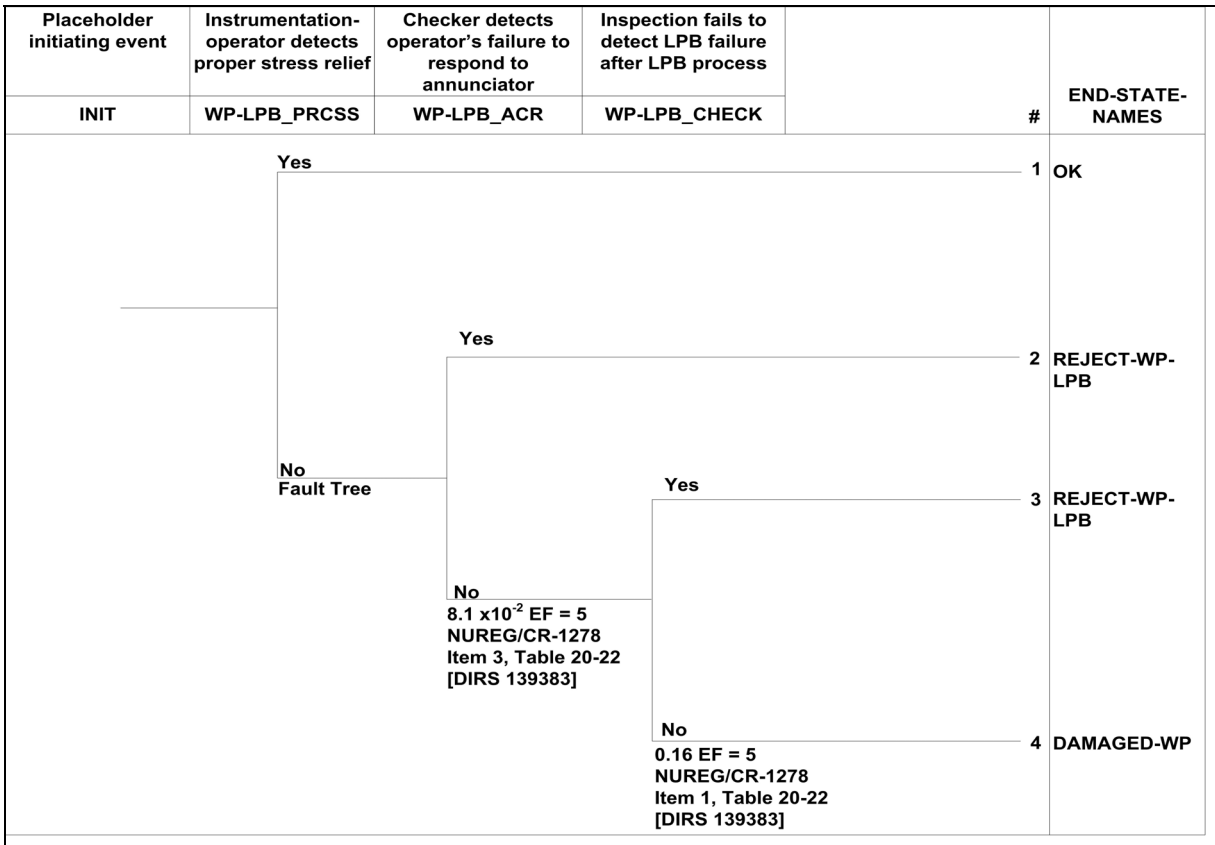 Placeholder
initiating event
Instrumentation-
operator detects
proper stress relief
Checker detects
operator's failure to
respond to
annunciator
Inspection fails to
detect LPB failure
after LPB process
INIT
WP-LPB_PRCSS
WP-LPB_ACR
WP-LPB_CHECK
#
END-STATE-
NAMES
Yes
1 OK
Yes
2 REJECT-WP-
LPB
No
Fault Tree
Yes
3 REJECT-WP-
LPB
No
8.1 x10⁻² EF = 5
NUREG/CR-1278
Item 3, Table 20-22
[DIRS 139383]
No
4 DAMAGED-WP
0.16 EF = 5
NUREG/CR-1278
Item 1, Table 20-22
[DIRS 139383]